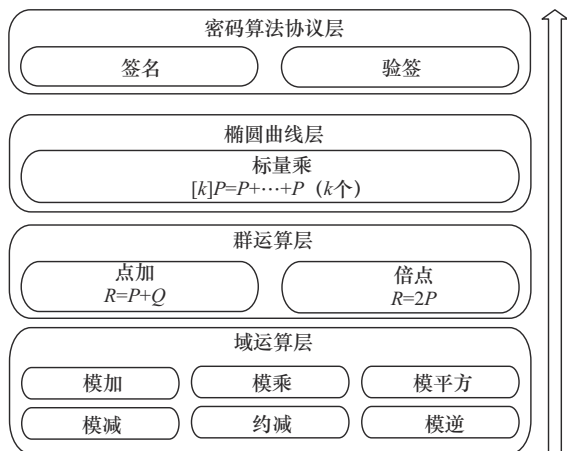 密码算法协议层
签名 验签
椭圆曲线层
标量乘
[k]P=P+···+P（k个）
群运算层
点加 倍点
R=P+Q R=2P
域运算层
模加 模乘 模平方
模减 约减 模逆